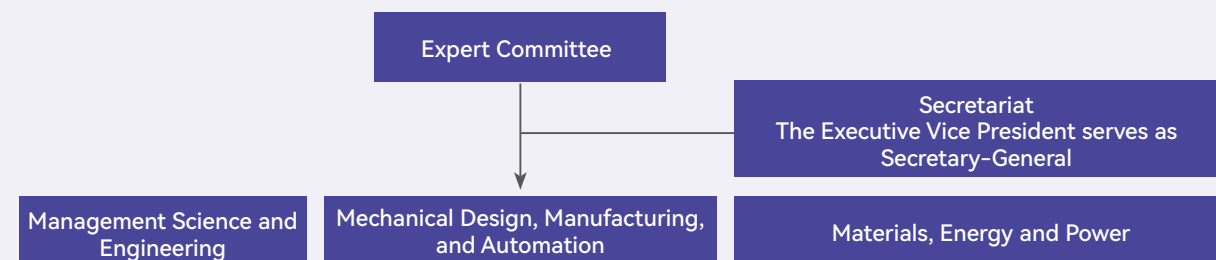 Expert Committee
Secretariat
The Executive Vice President serves as
Secretary-General
Management Science and
Engineering
Mechanical Design, Manufacturing,
and Automation
Materials, Energy and Power